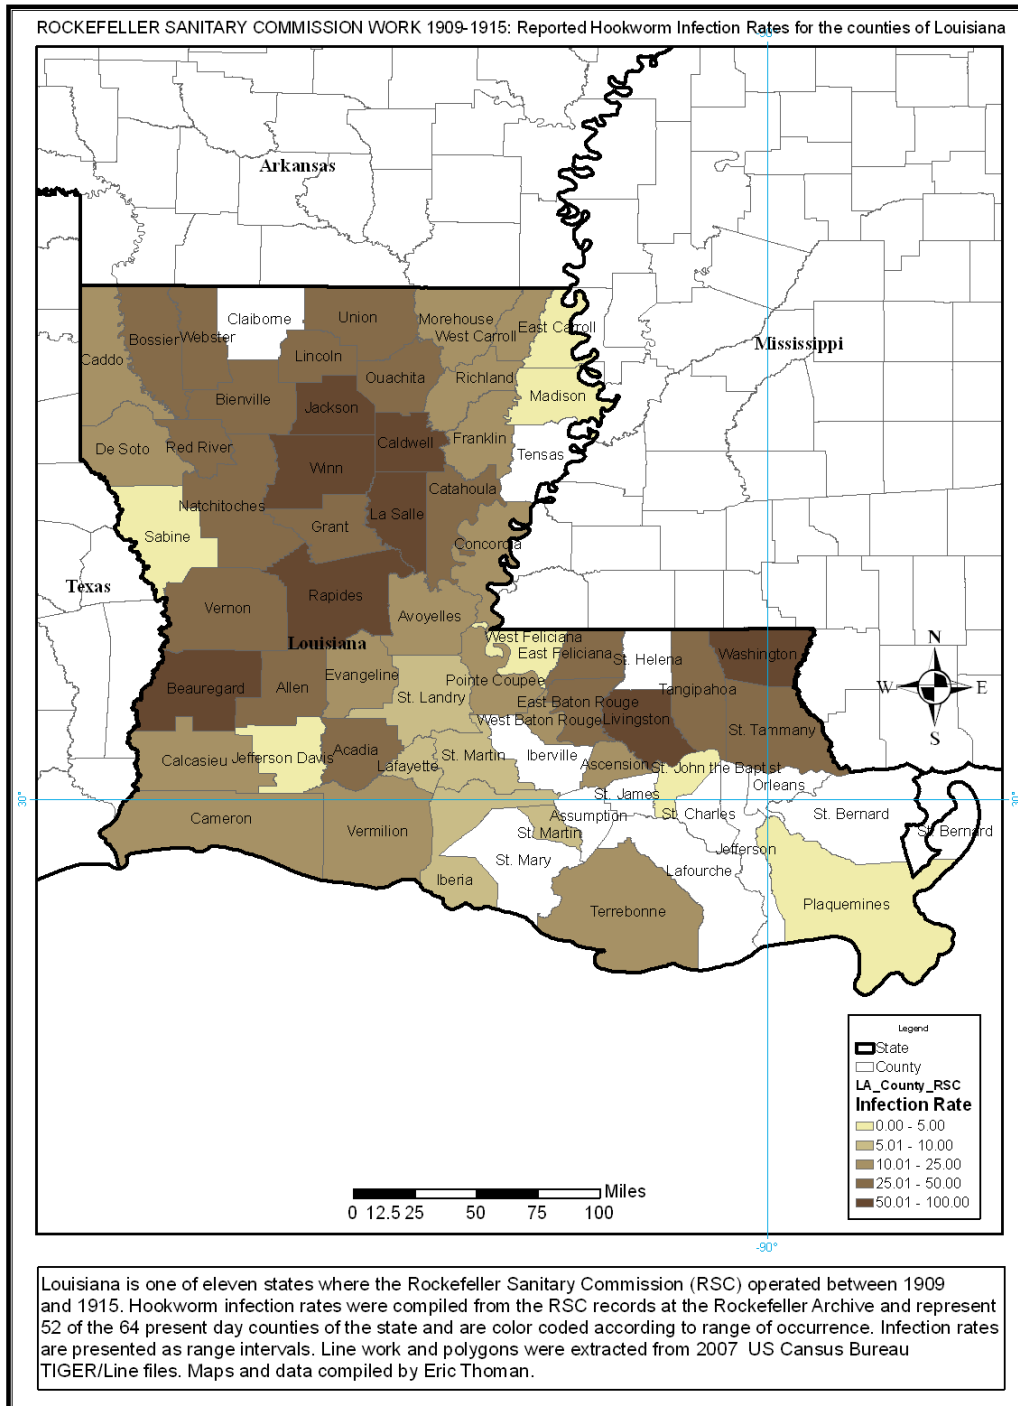 ROCKEFELLER SANITARY COMMISSION WORK 1909-1915: Reported Hookworm Infection Rates for the counties of Louisiana
-90°
Arkansas
Claiborne
Union
Morehouse
East Carroll
West Carroll
Bossier
Webster
Lincoln
Mississippi
Caddo
Ouachita
Richland
Bienville
Jackson
Madison
De Soto
Red River
Caldwell
Franklin
Tensas
Winn
Natchitoches
Catahoula
La Salle
Grant
Sabine
Concordia
Texas
Rapides
Vernon
Avoyelles
Louisiana
West Feliciana
East Feliciana
St. Helena
Washington
N
W
E
S
Evangeline
Pointe Coupee
Beauregard
Allen
St. Landry
Tangipahoa
East Baton Rouge
West Baton Rouge
Livingston
St. Tammany
Acadia
Calcasieu
Jefferson Davis
Lafayette
St. Martin
Iberville
Ascension
St. John the Baptist
Orleans
30°
30°
St. James
Cameron
Vermilion
Assumption
St. Charles
St. Bernard
St. Bernard
St. Martin
Jefferson
St. Mary
Lafourche
Iberia
Terrebonne
Plaquemines
Legend
State
County
LA_County_RSC
Infection Rate
0.00 - 5.00
5.01 - 10.00
10.01 - 25.00
25.01 - 50.00
50.01 - 100.00
Miles
0 12.5 25 50 75 100
-90°
Louisiana is one of eleven states where the Rockefeller Sanitary Commission (RSC) operated between 1909
and 1915. Hookworm infection rates were compiled from the RSC records at the Rockefeller Archive and represent
52 of the 64 present day counties of the state and are color coded according to range of occurrence. Infection rates
are presented as range intervals. Line work and polygons were extracted from 2007 US Cansus Bureau
TIGER/Line files. Maps and data compiled by Eric Thoman.